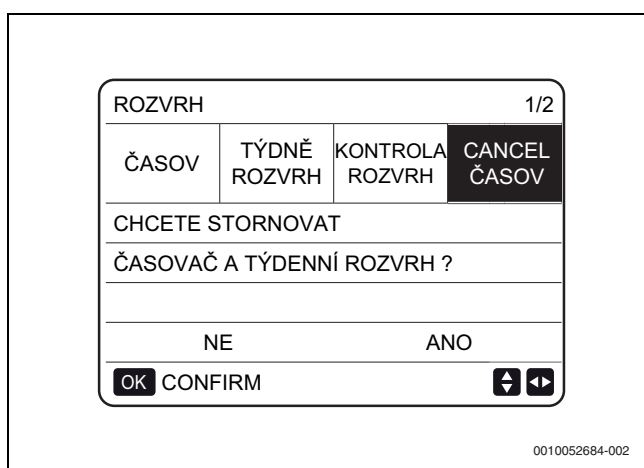 ROZVRH 1/2
ČASOV TÝDNĚ ROZVRH KONTROLA ROZVRH CANCEL ČASOV
CHCETE STORNOVAT
ČASOVAČ A TÝDENNÍ ROZVRH ?
NE ANO
OK CONFIRM
0010052684-002